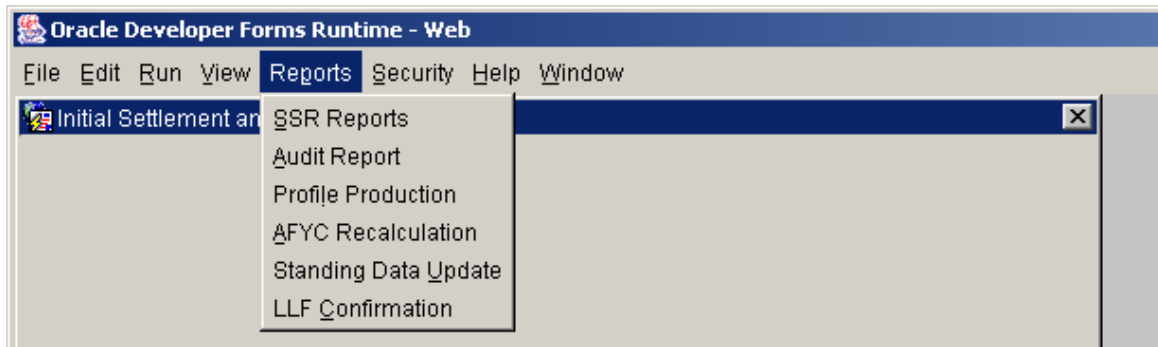 Oracle Developer Forms Runtime - Web
File Edit Run View Reports Security Help Window
Initial Settlement an
SSR Reports
Audit Report
Profile Production
AFYC Recalculation
Standing Data Update
LLF Confirmation